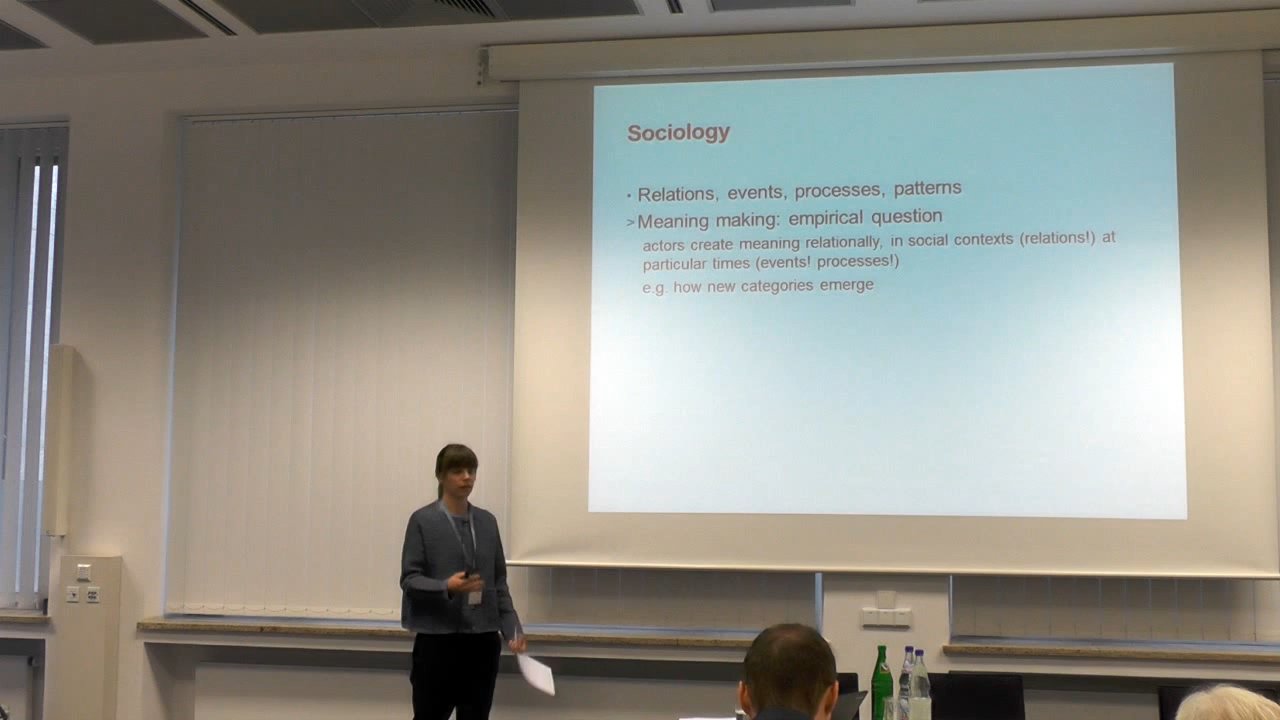 Sociology
• Relations, events, processes, patterns
> Meaning making: empirical question
actors create meaning relationally, in social contexts (relations!) at
particular times (events! processes!)
e.g. how new categories emerge